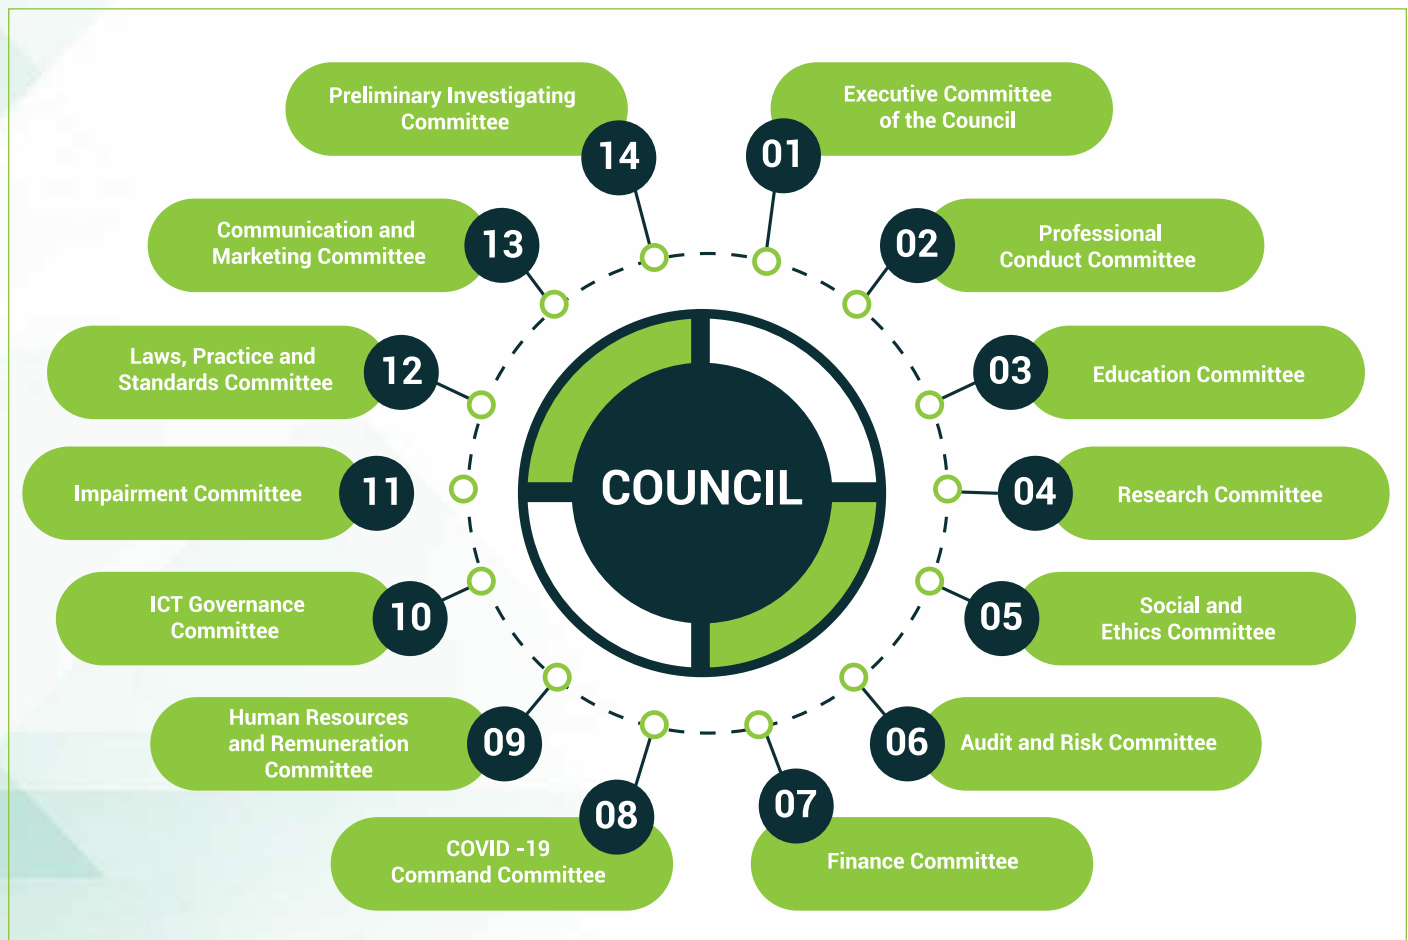 COUNCIL
01
Executive Committee
of the Council
02
Professional
Conduct Committee
03
Education Committee
04
Research Committee
05
Social and
Ethics Committee
06
Audit and Risk Committee
07
Finance Committee
08
COVID -19
Command Committee
09
Human Resources
and Remuneration
Committee
10
ICT Governance
Committee
11
Impairment Committee
12
Laws, Practice and
Standards Committee
13
Communication and
Marketing Committee
14
Preliminary Investigating
Committee